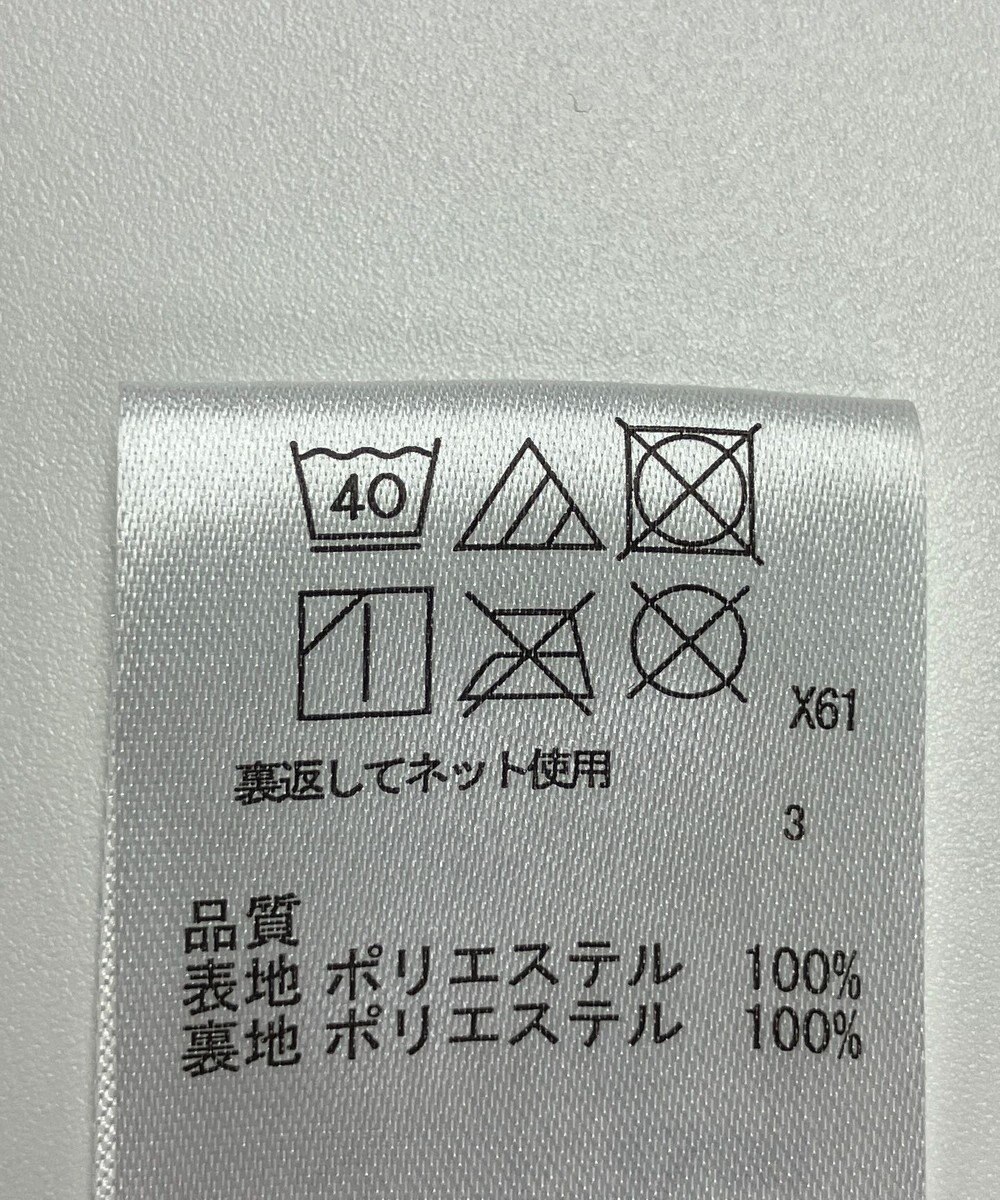 40
X61
裏返してネット使用
3
品質
表地 ポリエステル 100%
裏地 ポリエステル 100%